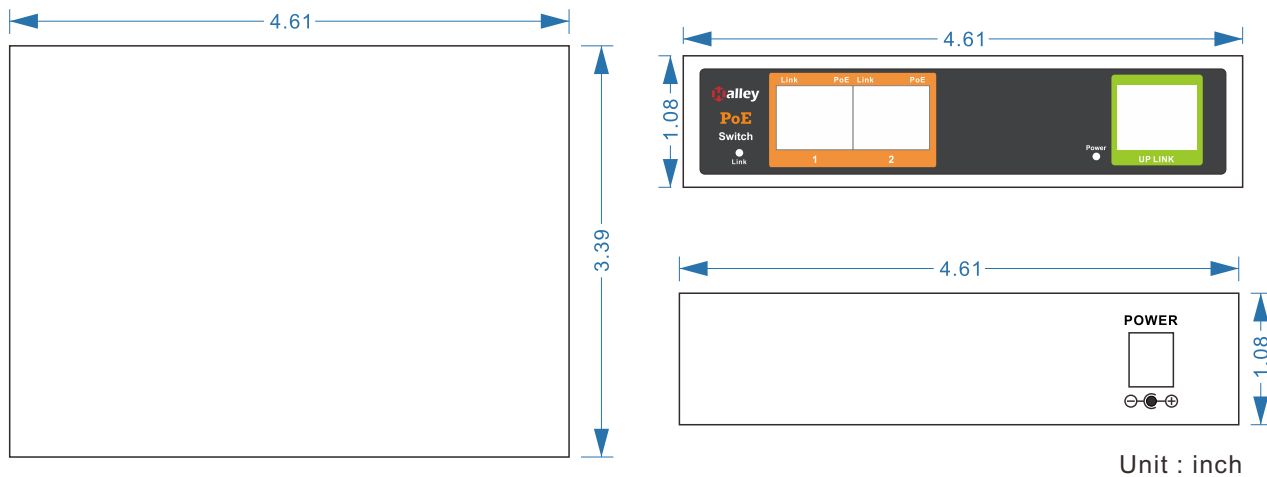 4.61
3.39
4.61
1.08
Link PoE Link PoE
Halley
PoE
Switch
Link
1 2
Power
UP LINK
4.61
1.08
POWER
Unit : inch